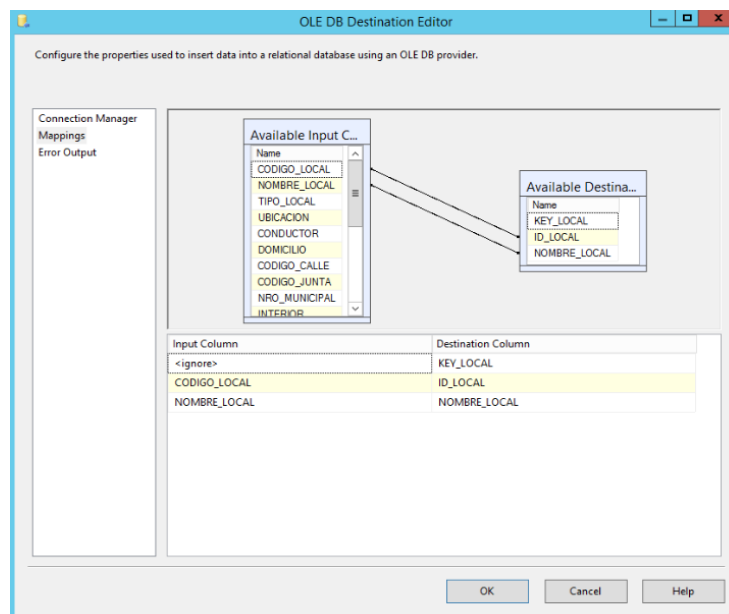 OLE DB Destination Editor
Configure the properties used to insert data into a relational database using an OLE DB provider.
Connection Manager
Mappings
Error Output
Available Input C...
Name
CODIGO_LOCAL
NOMBRE_LOCAL
TIPO_LOCAL
UBICACION
CONDUCTOR
DOMICILIO
CODIGO_CALLE
CODIGO_JUNTA
NRO_MUNICIPAL
INTERIOR
Available Destina...
Name
KEY_LOCAL
ID_LOCAL
NOMBRE_LOCAL
Input Column Destination Column
<ignore> KEY_LOCAL
CODIGO_LOCAL ID_LOCAL
NOMBRE_LOCAL NOMBRE_LOCAL
OK Cancel Help